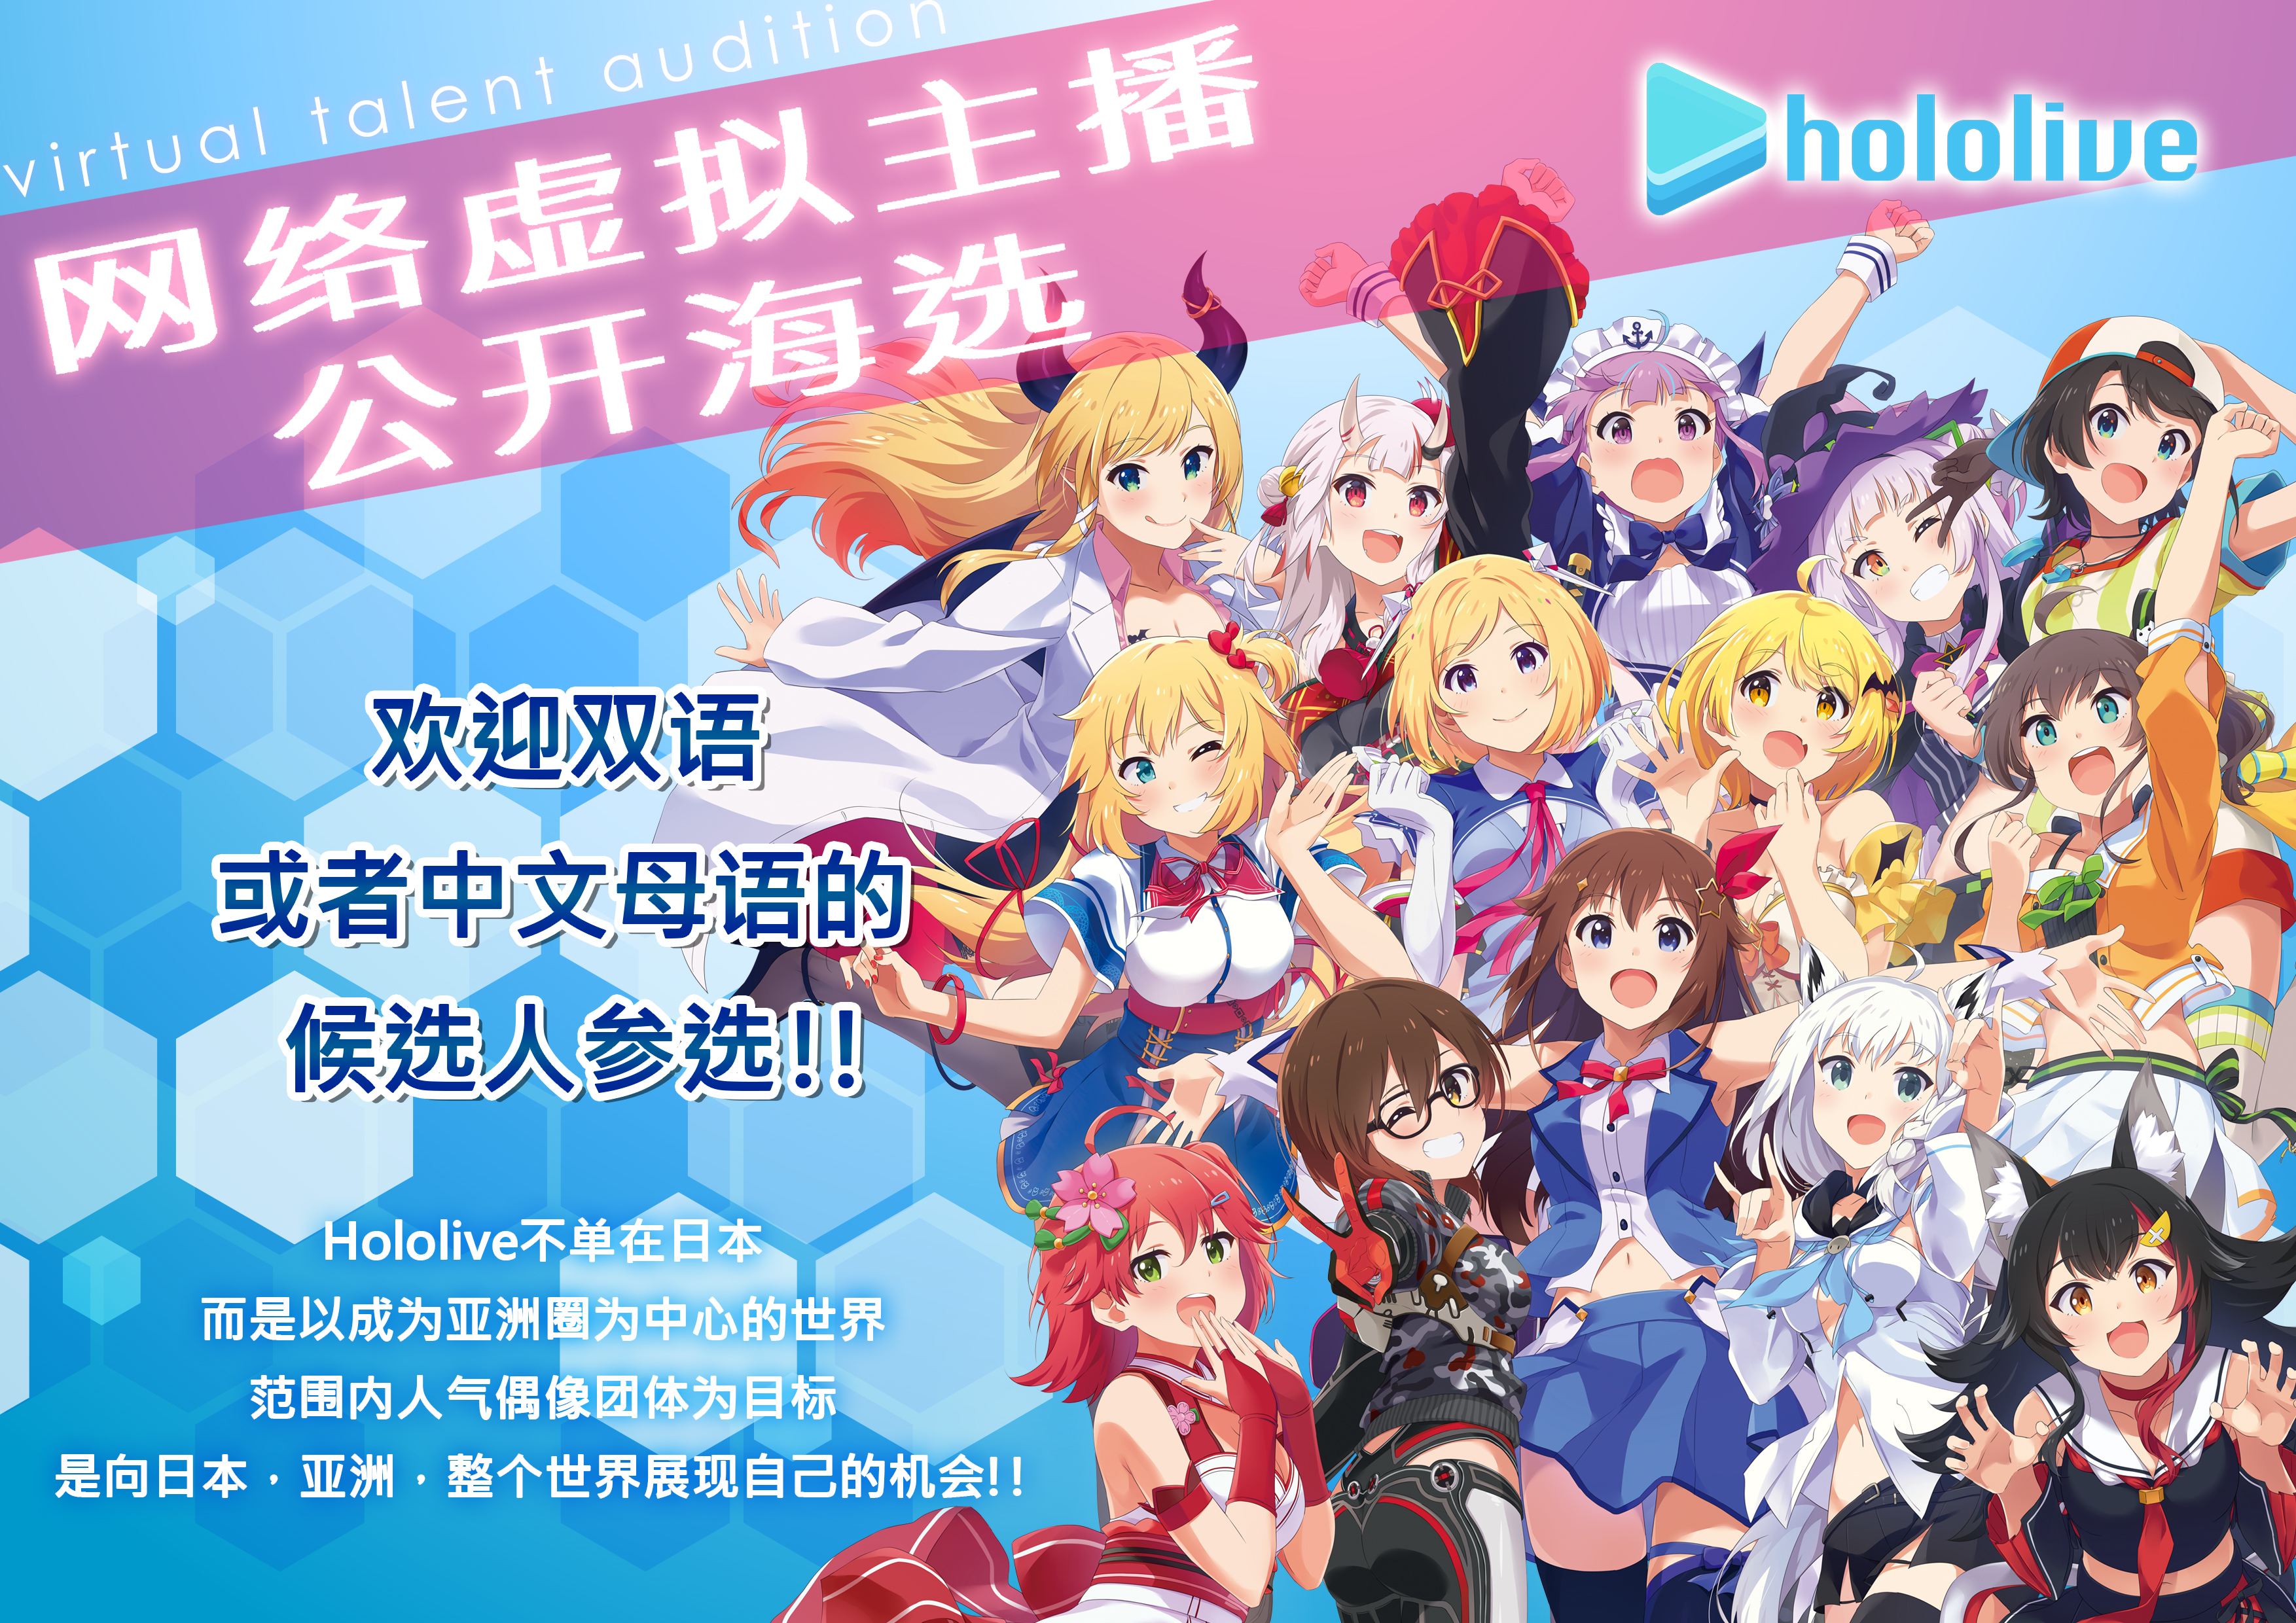 virtual talent audition
网络虚拟主播
公开海选
hololive
欢迎双语
或者中文母语的
候选人参选!!
Hololive不单在日本
而是以成为亚洲圈为中心的世界
范围内人气偶像团体为目标
是向日本，亚洲，整个世界展现自己的机会!!